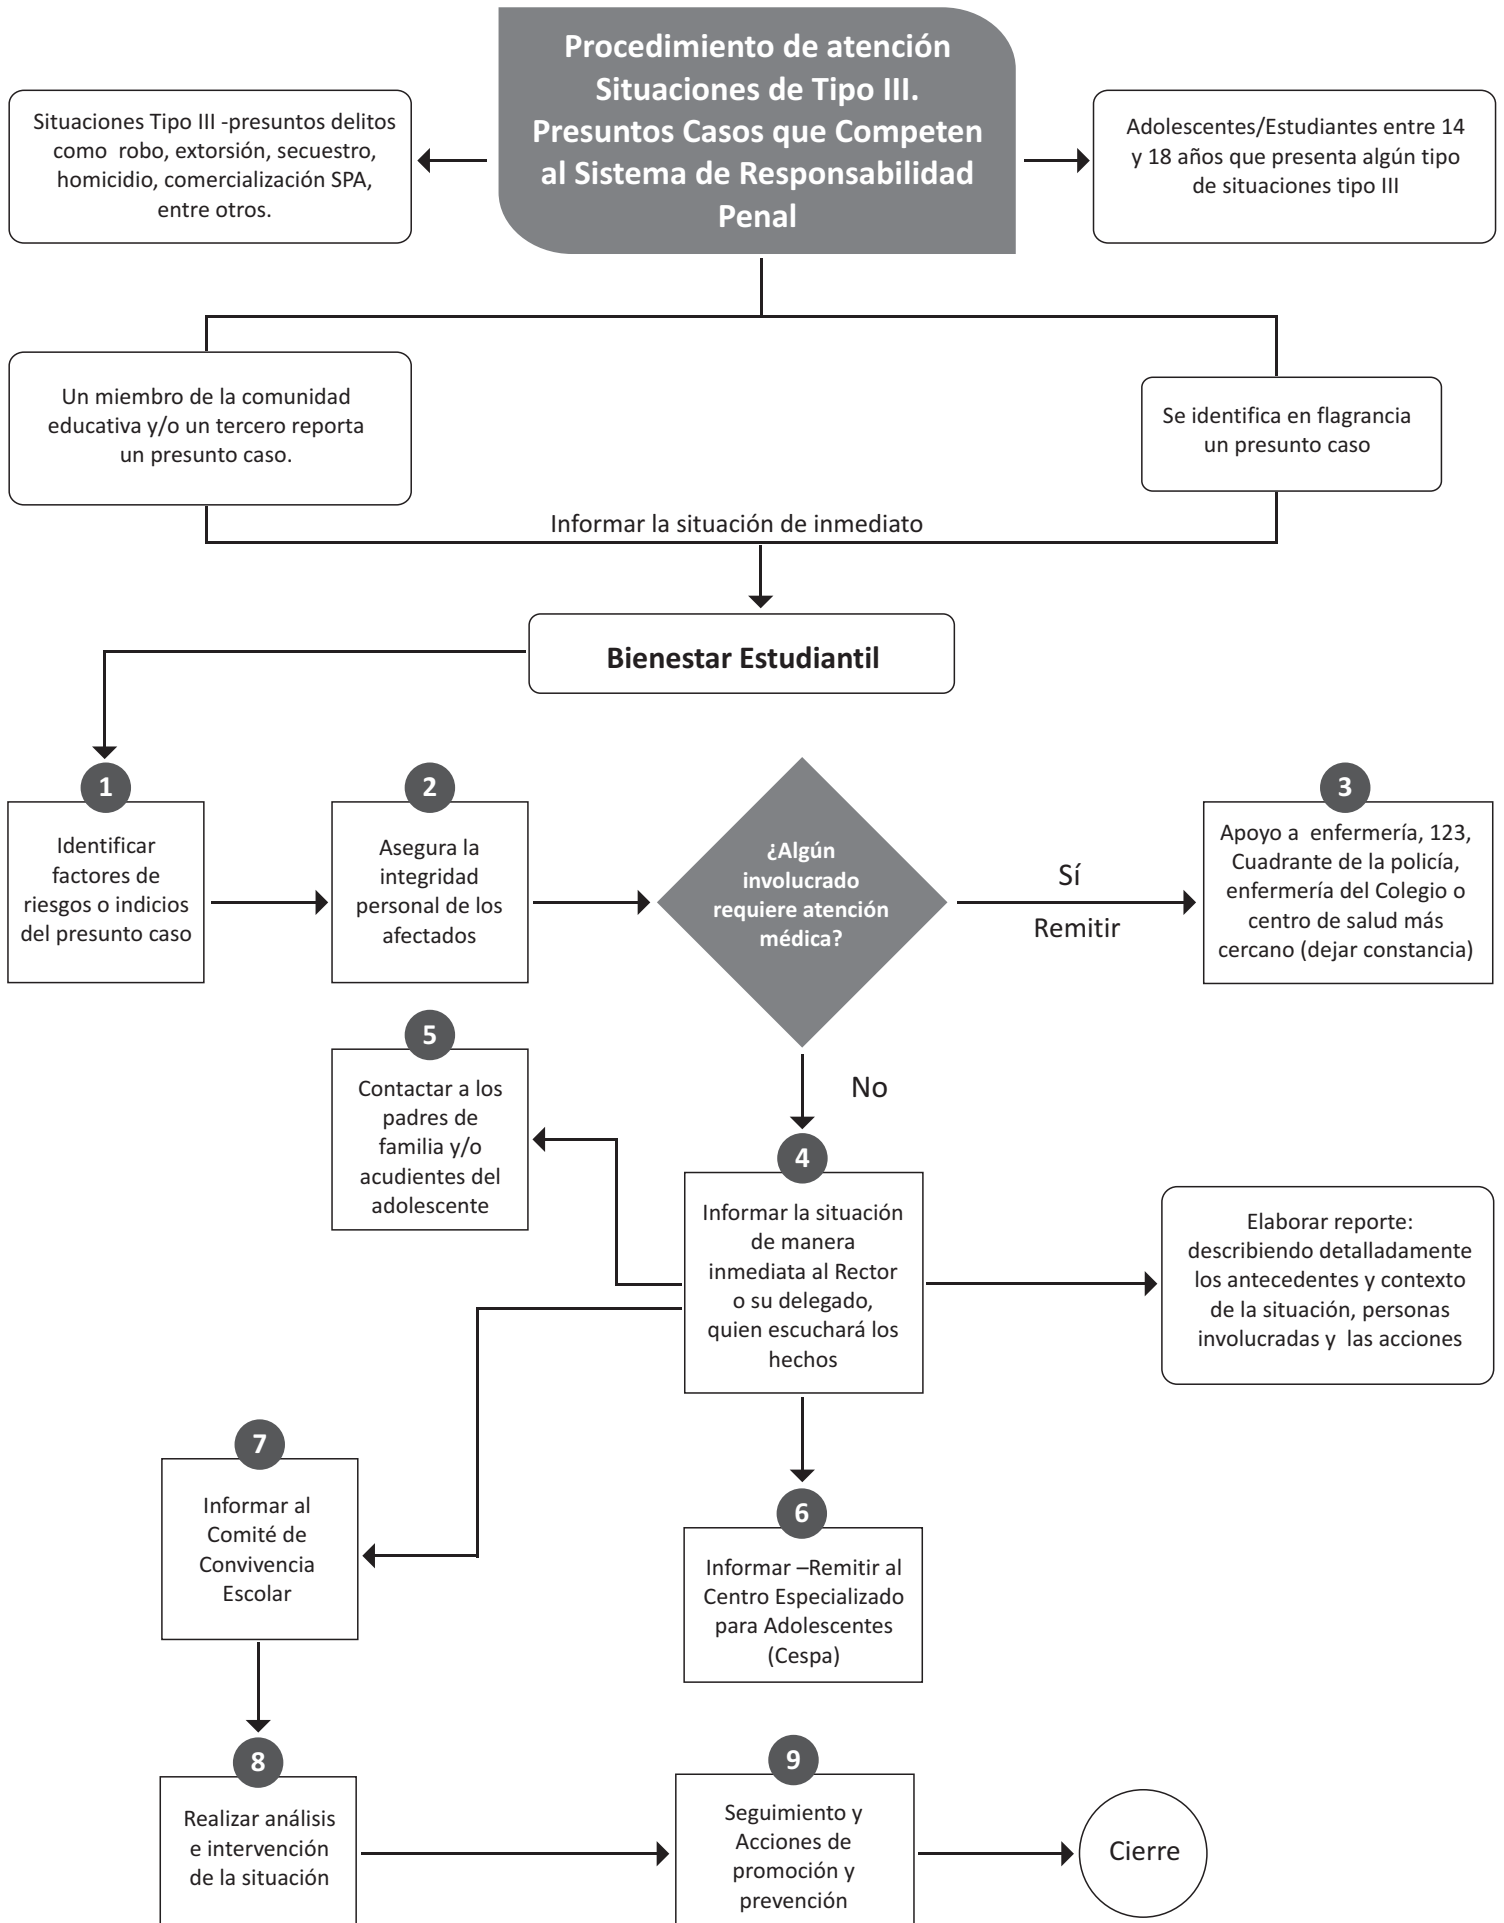 Procedimiento de atención
Situaciones de Tipo III.
Presuntos Casos que Competen
al Sistema de Responsabilidad
Penal
Situaciones Tipo III -presuntos delitos
como robo, extorsión, secuestro,
homicidio, comercialización SPA,
entre otros.
Adolescentes/Estudiantes entre 14
y 18 años que presenta algún tipo
de situaciones tipo III
Un miembro de la comunidad
educativa y/o un tercero reporta
un presunto caso.
Se identifica en flagrancia
un presunto caso
Informar la situación de inmediato
Bienestar Estudiantil
1
Identificar
factores de
riesgos o indicios
del presunto caso
2
Asegura la
integridad
personal de los
afectados
¿Algún
involucrado
requiere atención
médica?
Sí
Remitir
3
Apoyo a enfermería, 123,
Cuadrante de la policía,
enfermería del Colegio o
centro de salud más
cercano (dejar constancia)
No
4
Informar la situación
de manera
inmediata al Rector
o su delegado,
quien escuchará los
hechos
5
Contactar a los
padres de
familia y/o
acudientes del
adolescente
Elaborar reporte:
describiendo detalladamente
los antecedentes y contexto
de la situación, personas
involucradas y las acciones
6
Informar –Remitir al
Centro Especializado
para Adolescentes
(Cespa)
7
Informar al
Comité de
Convivencia
Escolar
8
Realizar análisis
e intervención
de la situación
9
Seguimiento y
Acciones de
promoción y
prevención
Cierre